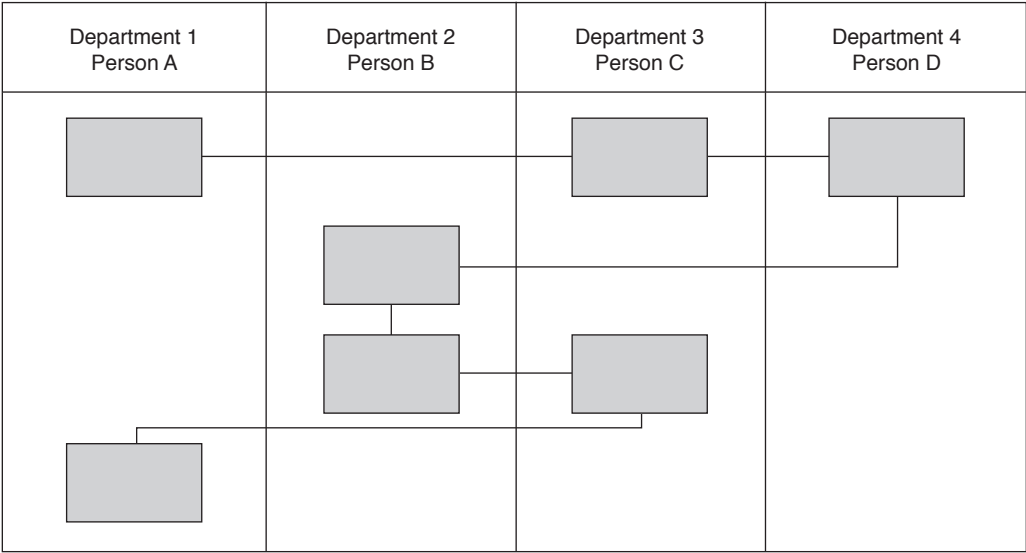 Department 1
Person A
Department 2
Person B
Department 3
Person C
Department 4
Person D